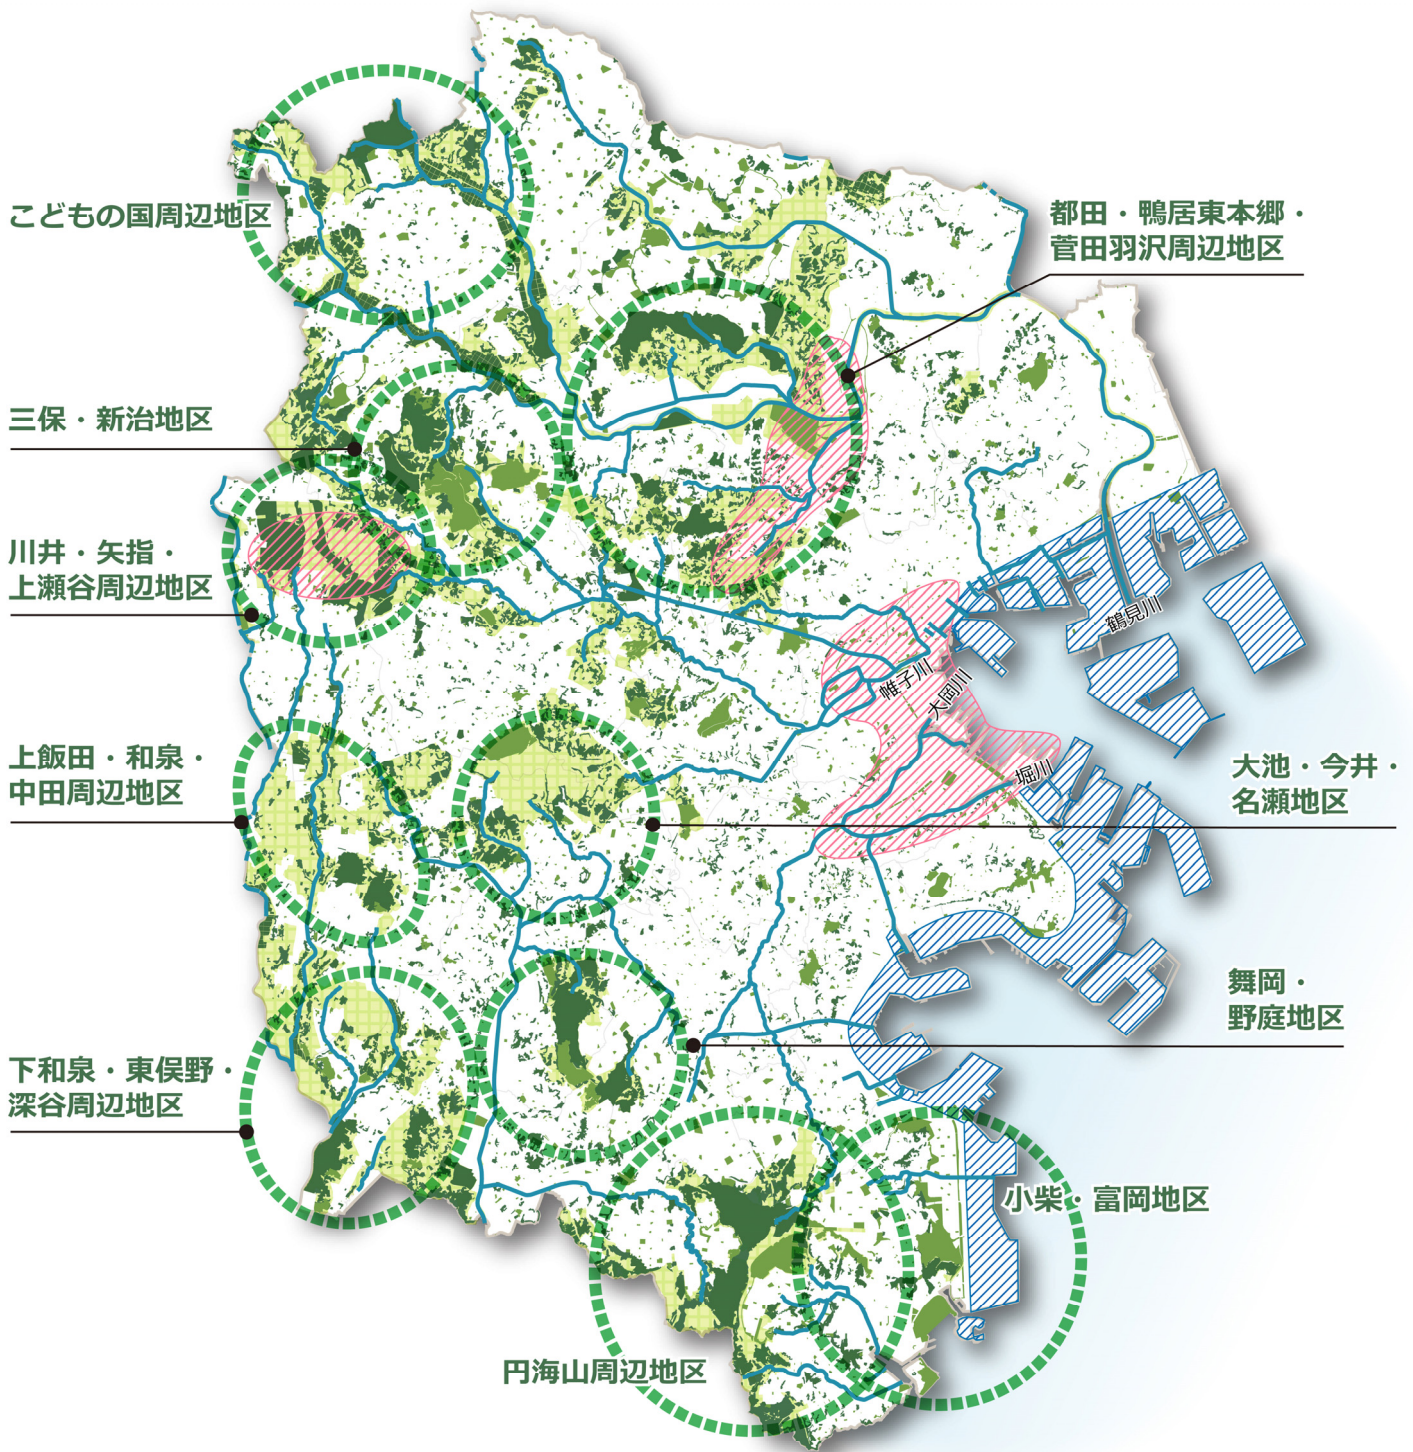 こどもの国周辺地区
都田・鴨居東本郷・
菅田羽沢周辺地区
三保・新治地区
川井・矢指・
上瀬谷周辺地区
鶴見川
帷子川
大岡川
堀川
上飯田・和泉・
中田周辺地区
大池・今井・
名瀬地区
舞岡・
野庭地区
下和泉・東俣野・
深谷周辺地区
小柴・富岡地区
円海山周辺地区